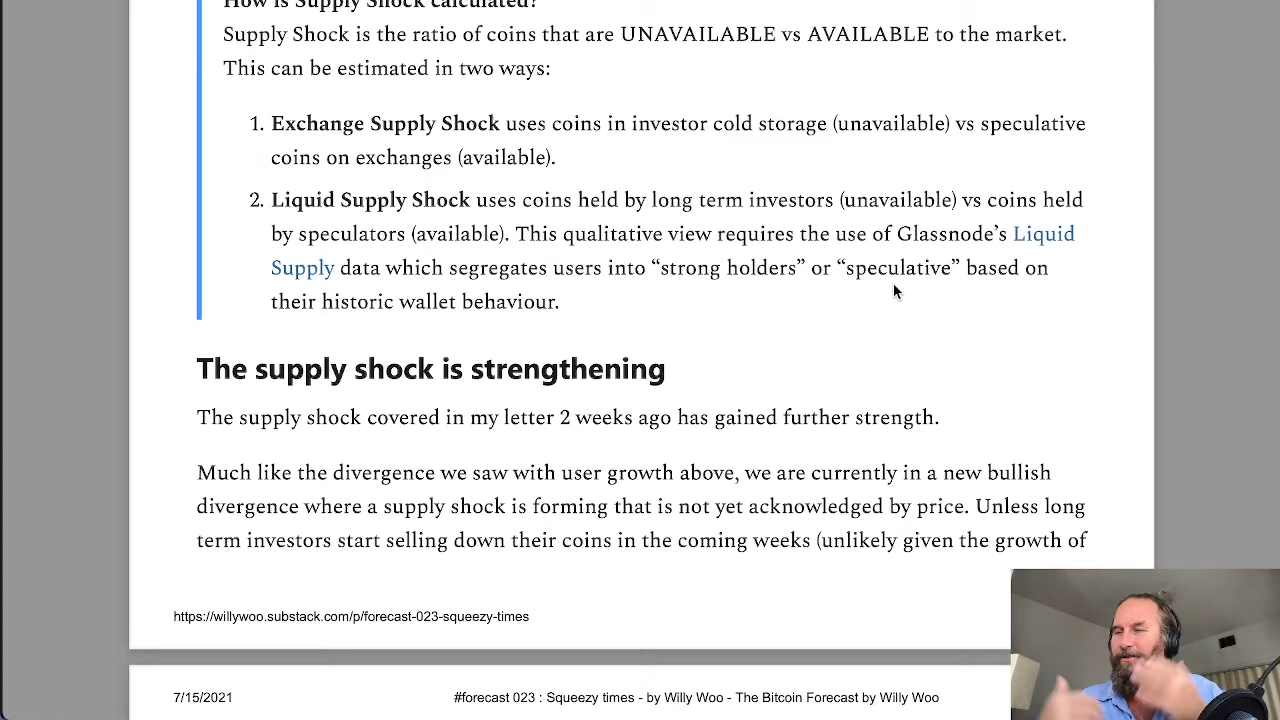 How is Supply Shock calculated?
Supply Shock is the ratio of coins that are UNAVAILABLE vs AVAILABLE to the market.
This can be estimated in two ways:
1. Exchange Supply Shock uses coins in investor cold storage (unavailable) vs speculative
coins on exchanges (available).
2. Liquid Supply Shock uses coins held by long term investors (unavailable) vs coins held
by speculators (available). This qualitative view requires the use of Glassnode’s Liquid
Supply data which segregates users into “strong holders” or “speculative” based on
their historic wallet behaviour.
The supply shock is strengthening
The supply shock covered in my letter 2 weeks ago has gained further strength.
Much like the divergence we saw with user growth above, we are currently in a new bullish
divergence where a supply shock is forming that is not yet acknowledged by price. Unless long
term investors start selling down their coins in the coming weeks (unlikely given the growth of
https://willywoo.substack.com/p/forecast-023-squeezy-times
7/15/2021 #forecast 023 : Squeezy times - by Willy Woo - The Bitcoin Forecast by Willy Woo